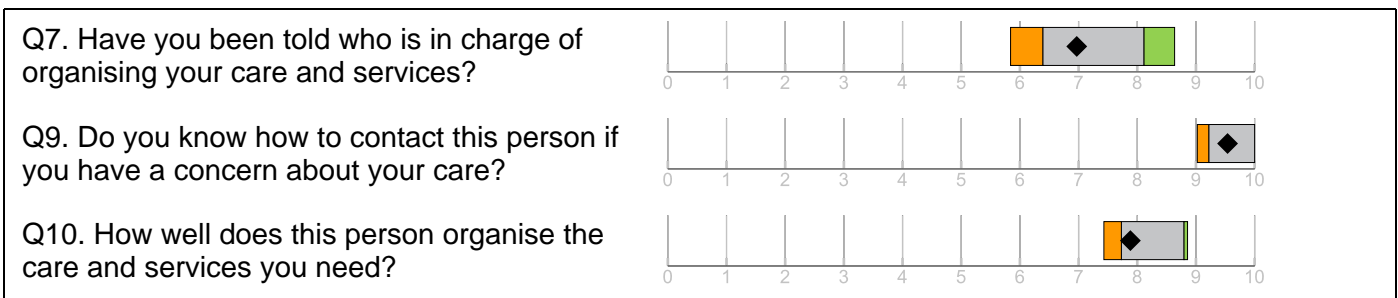 Q7. Have you been told who is in charge of
organising your care and services?
0 1 2 3 4 5 6 7 8 9 10
Q9. Do you know how to contact this person if
you have a concern about your care?
0 1 2 3 4 5 6 7 8 9 10
Q10. How well does this person organise the
care and services you need?
0 1 2 3 4 5 6 7 8 9 10